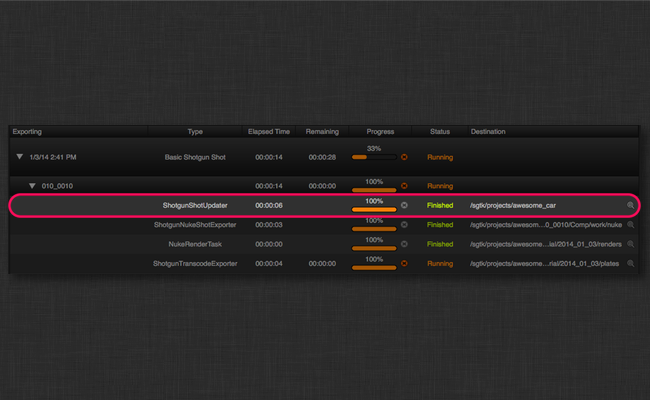 Exporting Type Elapsed Time Remaining Progress Status Destination
1/3/14 2:41 PM Basic Shotgun Shot 00:00:14 00:00:28 33% Running
010_0010 00:00:14 00:00:00 100% Running
ShotgunShotUpdater 00:00:06 100% Finished /sgtk/projects/awesome_car
ShotgunNukeShotExporter 00:00:03 100% Finished /sgtk/projects/awesom...0_0010/Comp/work/nuke
NukeRenderTask 00:00:00 100% Finished /sgtk/projects/awesome...ial/2014_01_03/renders
ShotgunTranscodeExporter 00:00:04 00:00:00 100% Running /sgtk/projects/awesome...rial/2014_01_03/plates